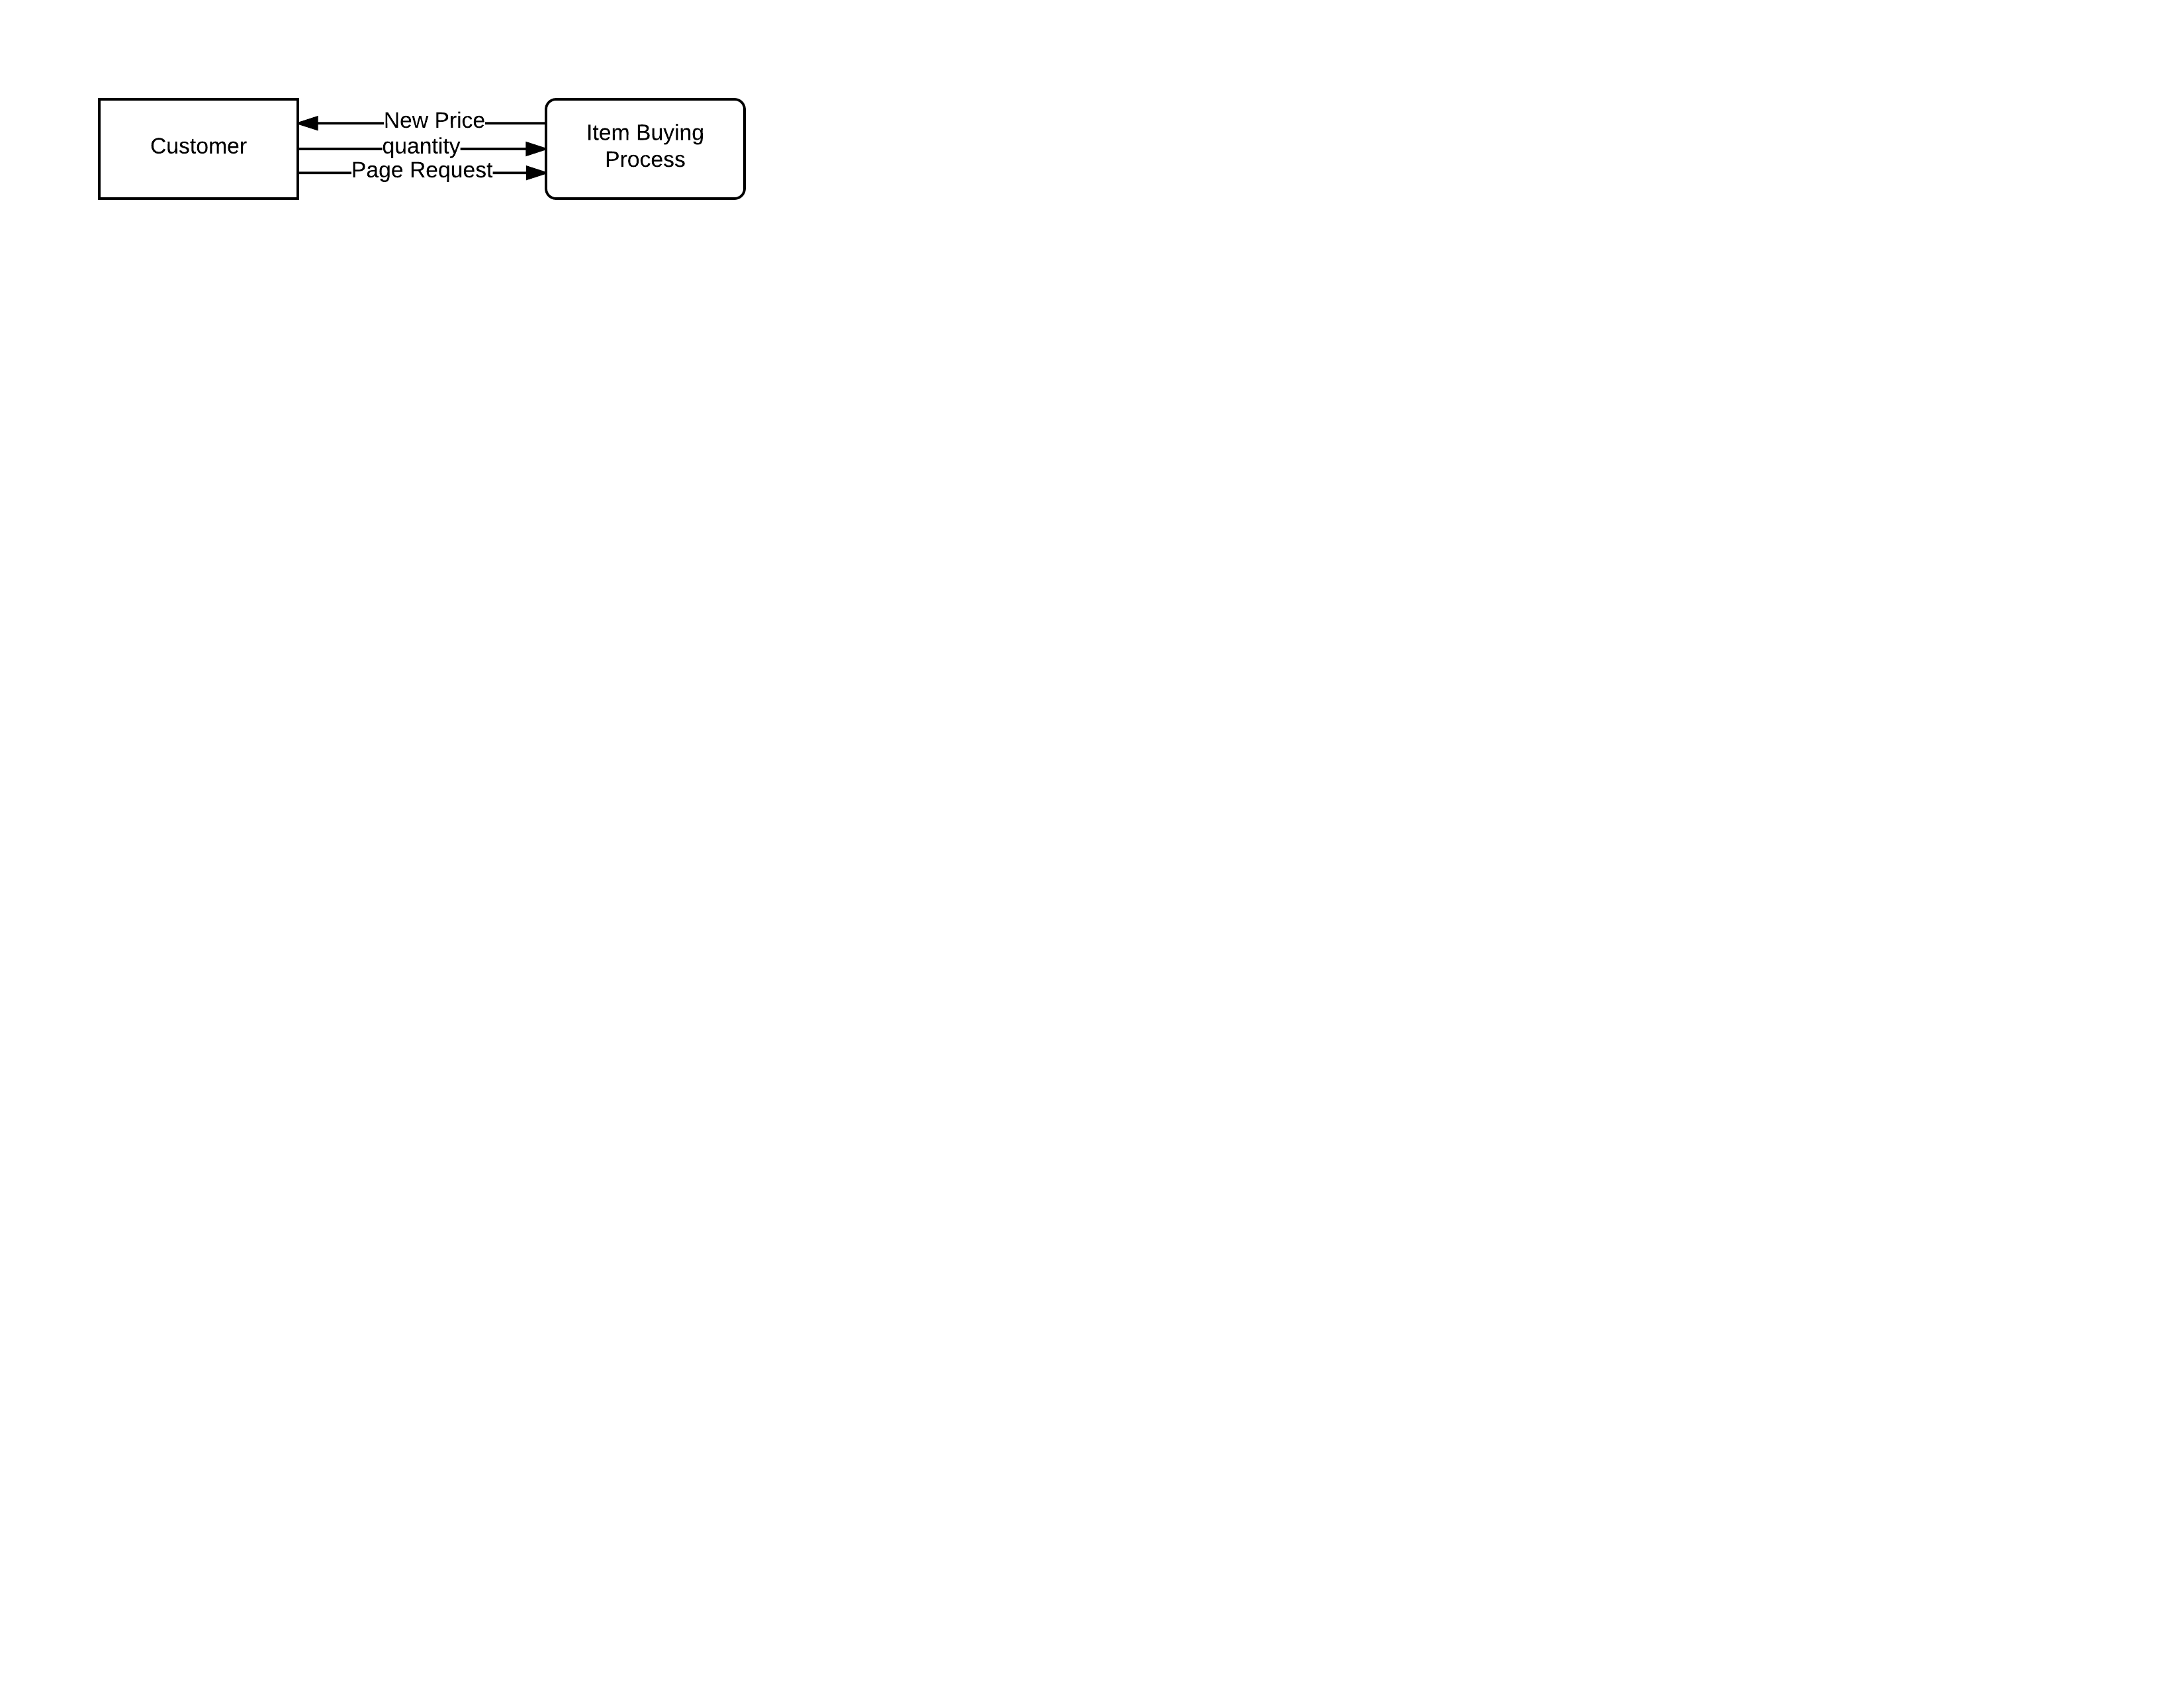 Customer
New Price
quantity
Page Request
Item Buying
Process